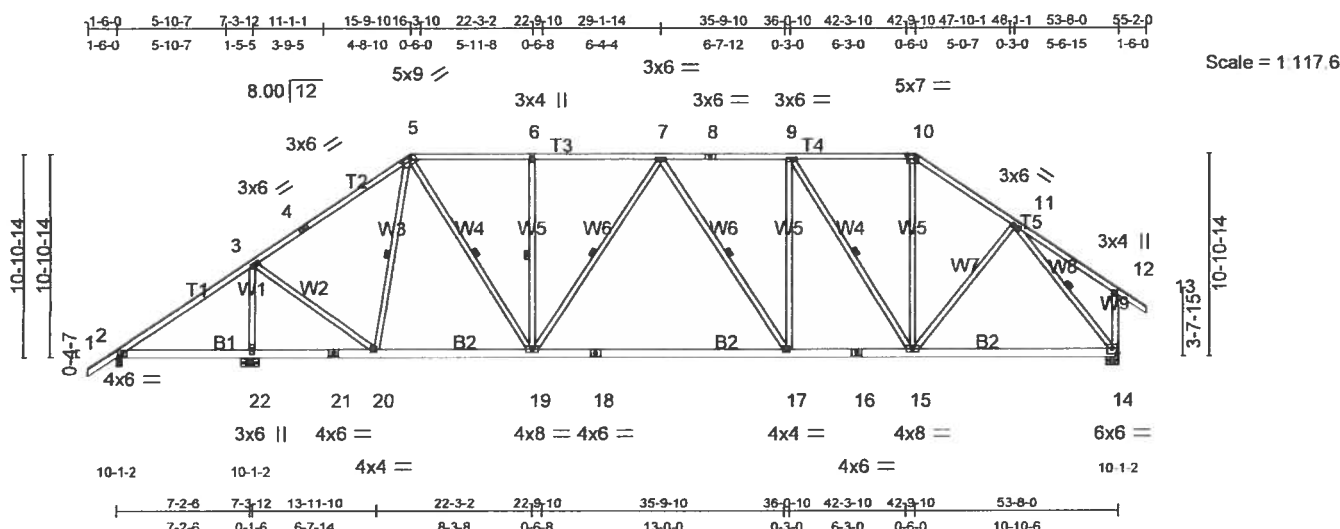 1-6-0 5-10-7 7-3-12 11-1-1 15-9-10 16-3-10 22-3-2 22-9-10 29-1-14 35-9-10 36-0-10 42-3-10 42-9-10 47-10-1 48-1-1 53-8-0 55-2-0
1-6-0 5-10-7 1-5-5 3-9-5 4-8-10 0-6-0 5-11-8 0-6-8 6-4-4 6-7-12 0-3-0 6-3-0 0-6-0 5-0-7 0-3-0 5-6-15 1-6-0
Scale = 1:117.6
3x6 =
5x9 //
5x7 =
8.00 12
3x4 || 3x6 = 3x6 =
5 6 7 8 9 10
T3 T4
3x6 //
3x6 \\
T2
3x6 //
4 11
T5
3 W3 W4 W5 W6 W6 W5 W4 W5 W7 W8
3x4 ||
12
13
T1 W1 W2 W9
10-10-14 10-10-14 0-4-7 10-10-14 3-7-15
1 2 B1 B2 B2 B2
4x6 =
22 21 20 19 18 17 16 15 14
3x6 || 4x6 = 4x8 = 4x6 = 4x4 = 4x8 = 6x6 =
10-1-2 10-1-2 4x4 = 4x6 = 10-1-2
7-2-6 7-3-12 13-11-10 22-3-2 22-9-10 35-9-10 36-0-10 42-3-10 42-9-10 53-8-0
7-2-6 0-1-6 6-7-14 8-3-8 0-6-8 13-0-0 0-3-0 6-3-0 0-6-0 10-10-6